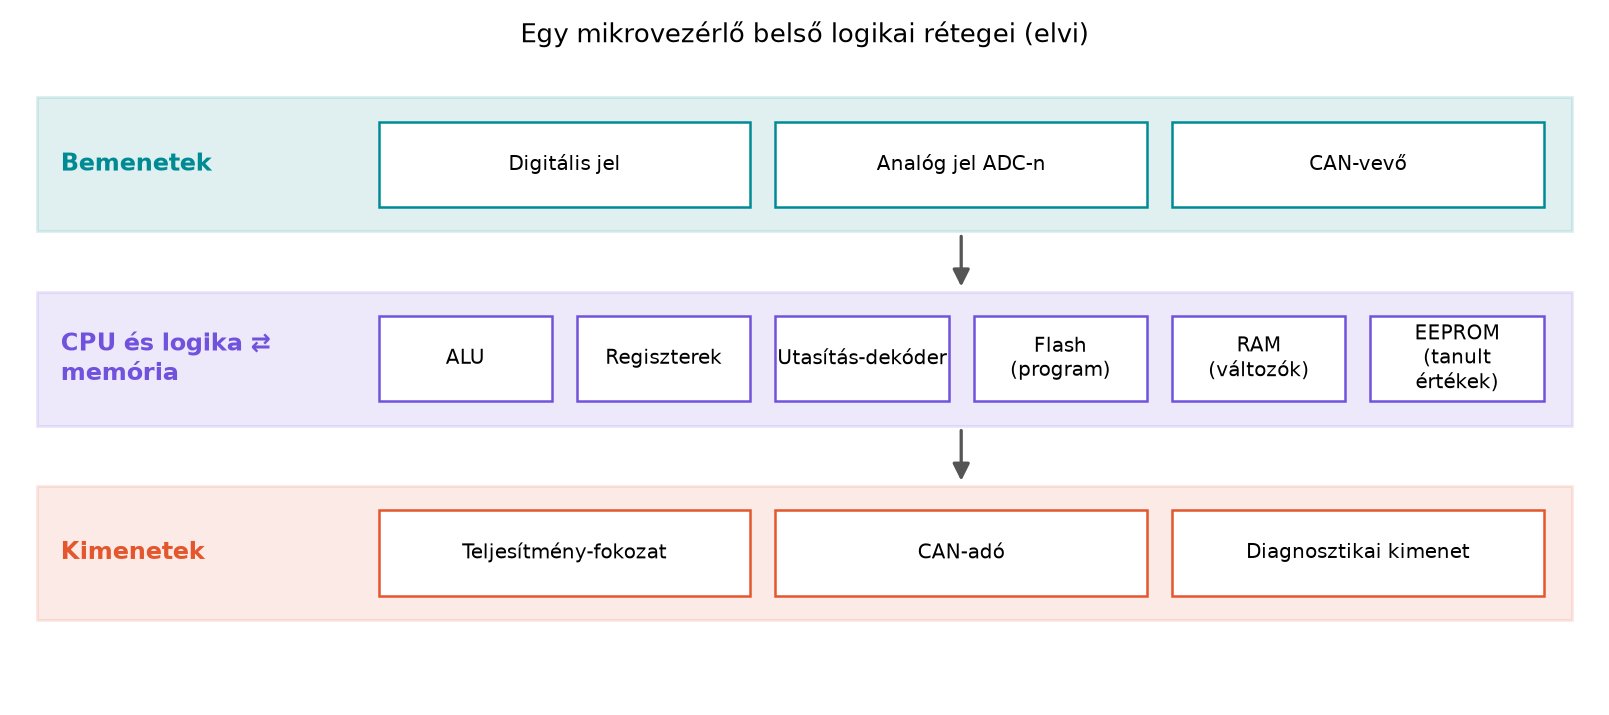 Egy mikrovezérlő belső logikai rétegei (elvi)
Bemenetek
Digitális jel
Analóg jel ADC-n
CAN-vevő
CPU és logika ⇄
memória
ALU
Regiszterek
Utasítás-dekóder
Flash
(program)
RAM
(változók)
EEPROM
(tanult
értékek)
Kimenetek
Teljesítmény-fokozat
CAN-adó
Diagnosztikai kimenet